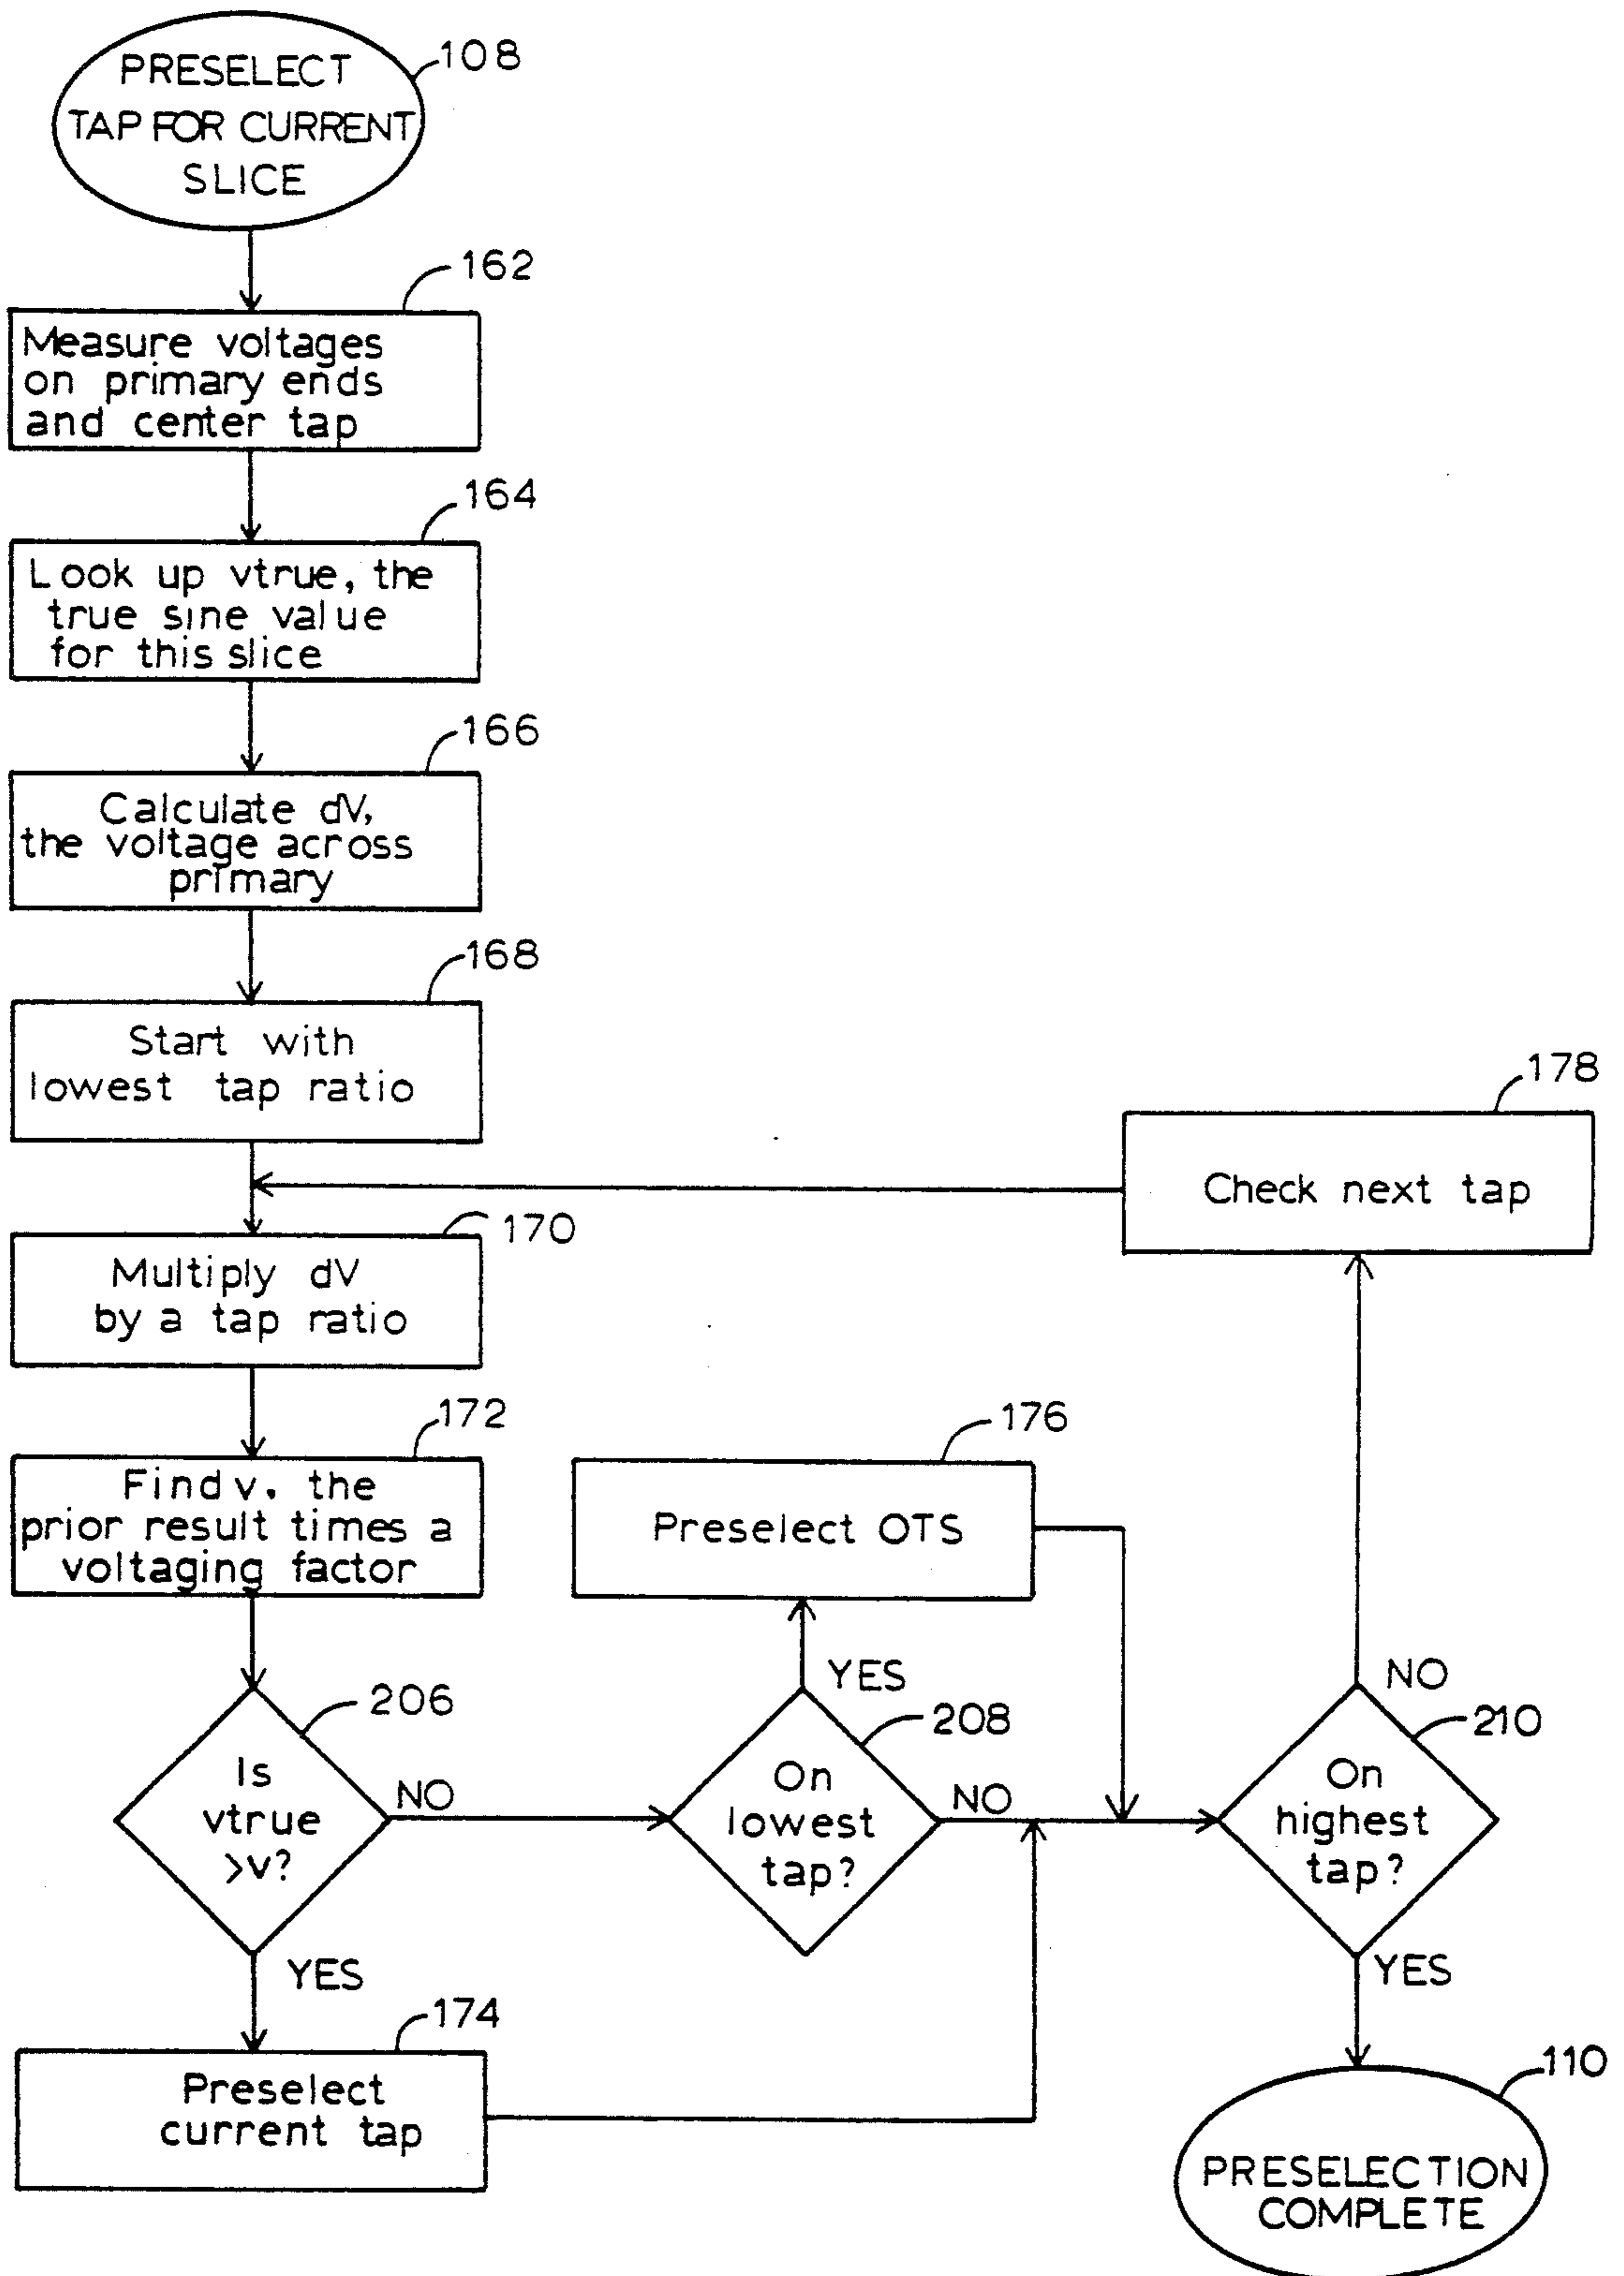 PRESELECT
TAP FOR CURRENT
SLICE
108
162
Measure voltages
on primary ends
and center tap
164
Look up vtrue, the
true sine value
for this slice
166
Calculate dV,
the voltage across
primary
168
Start with
lowest tap ratio
178
Check next tap
170
Multiply dV
by a tap ratio
172
Find v, the
prior result times a
voltaging factor
176
Preselect OTS
206
Is
vtrue
>v?
NO
YES
208
On
lowest
tap?
YES
NO
210
On
highest
tap?
NO
YES
174
Preselect
current tap
110
PRESELECTION
COMPLETE